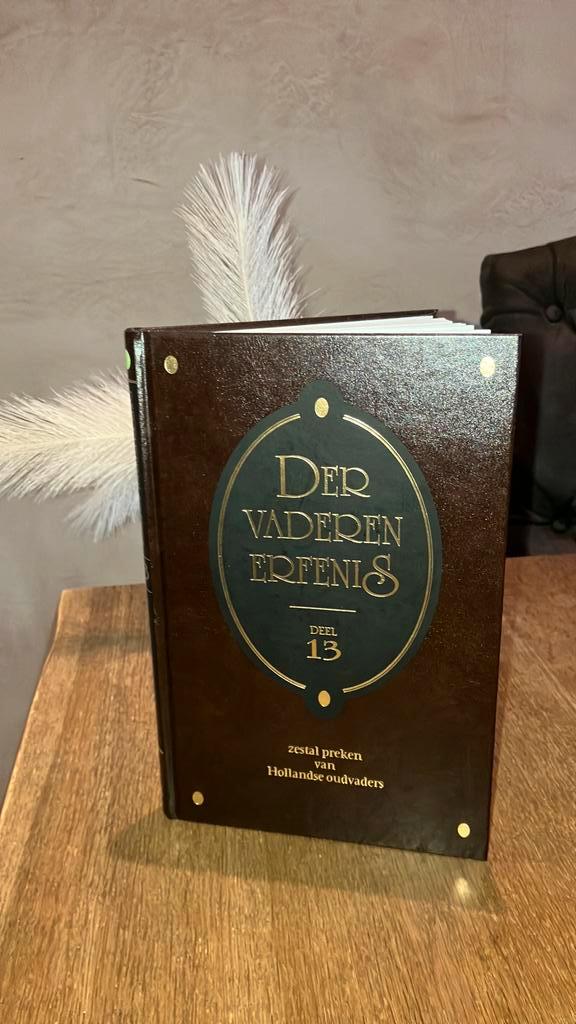 DER
VADEREN
ERFENIS
DEEL
13
zestal preken
van
Hollandse oudvaders